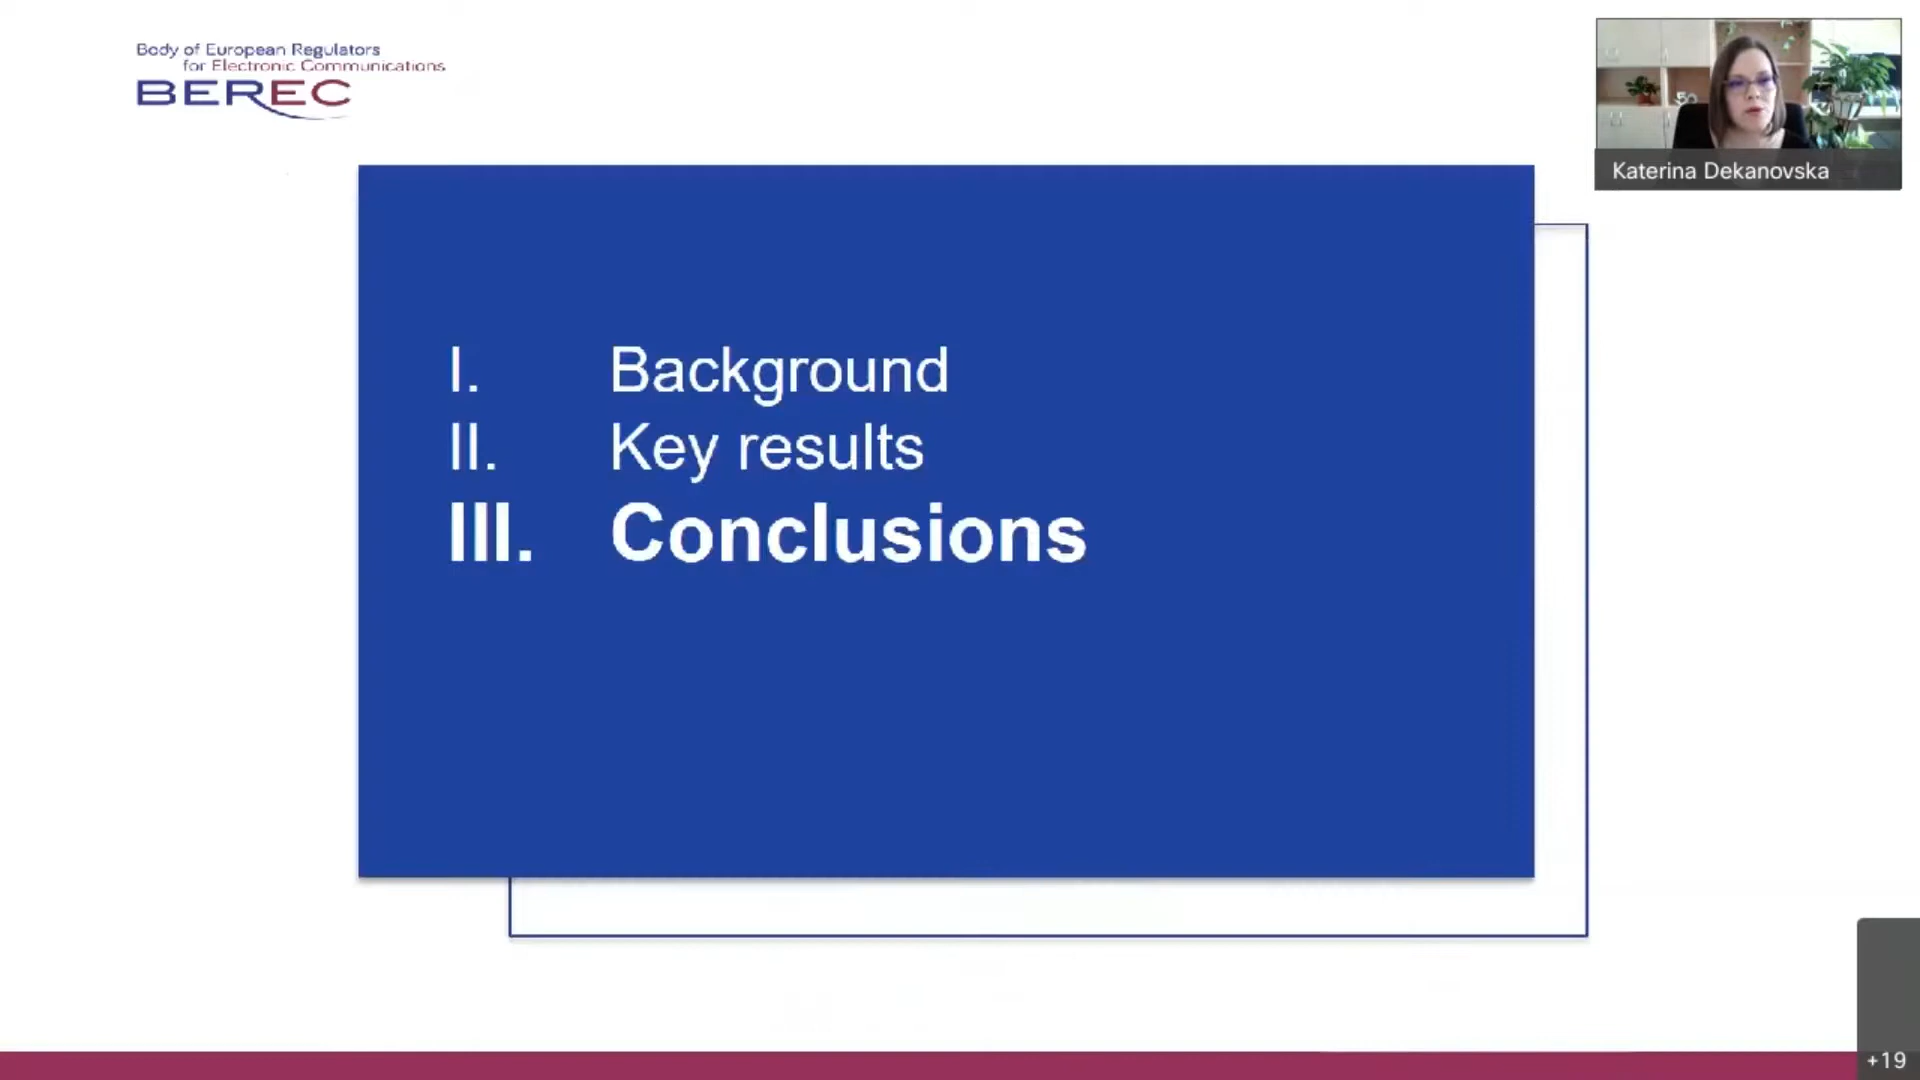 Body of European Regulators
for Electronic Communications
BEREC
Katerina Dekanovska
I. Background
II. Key results
III. Conclusions
+19